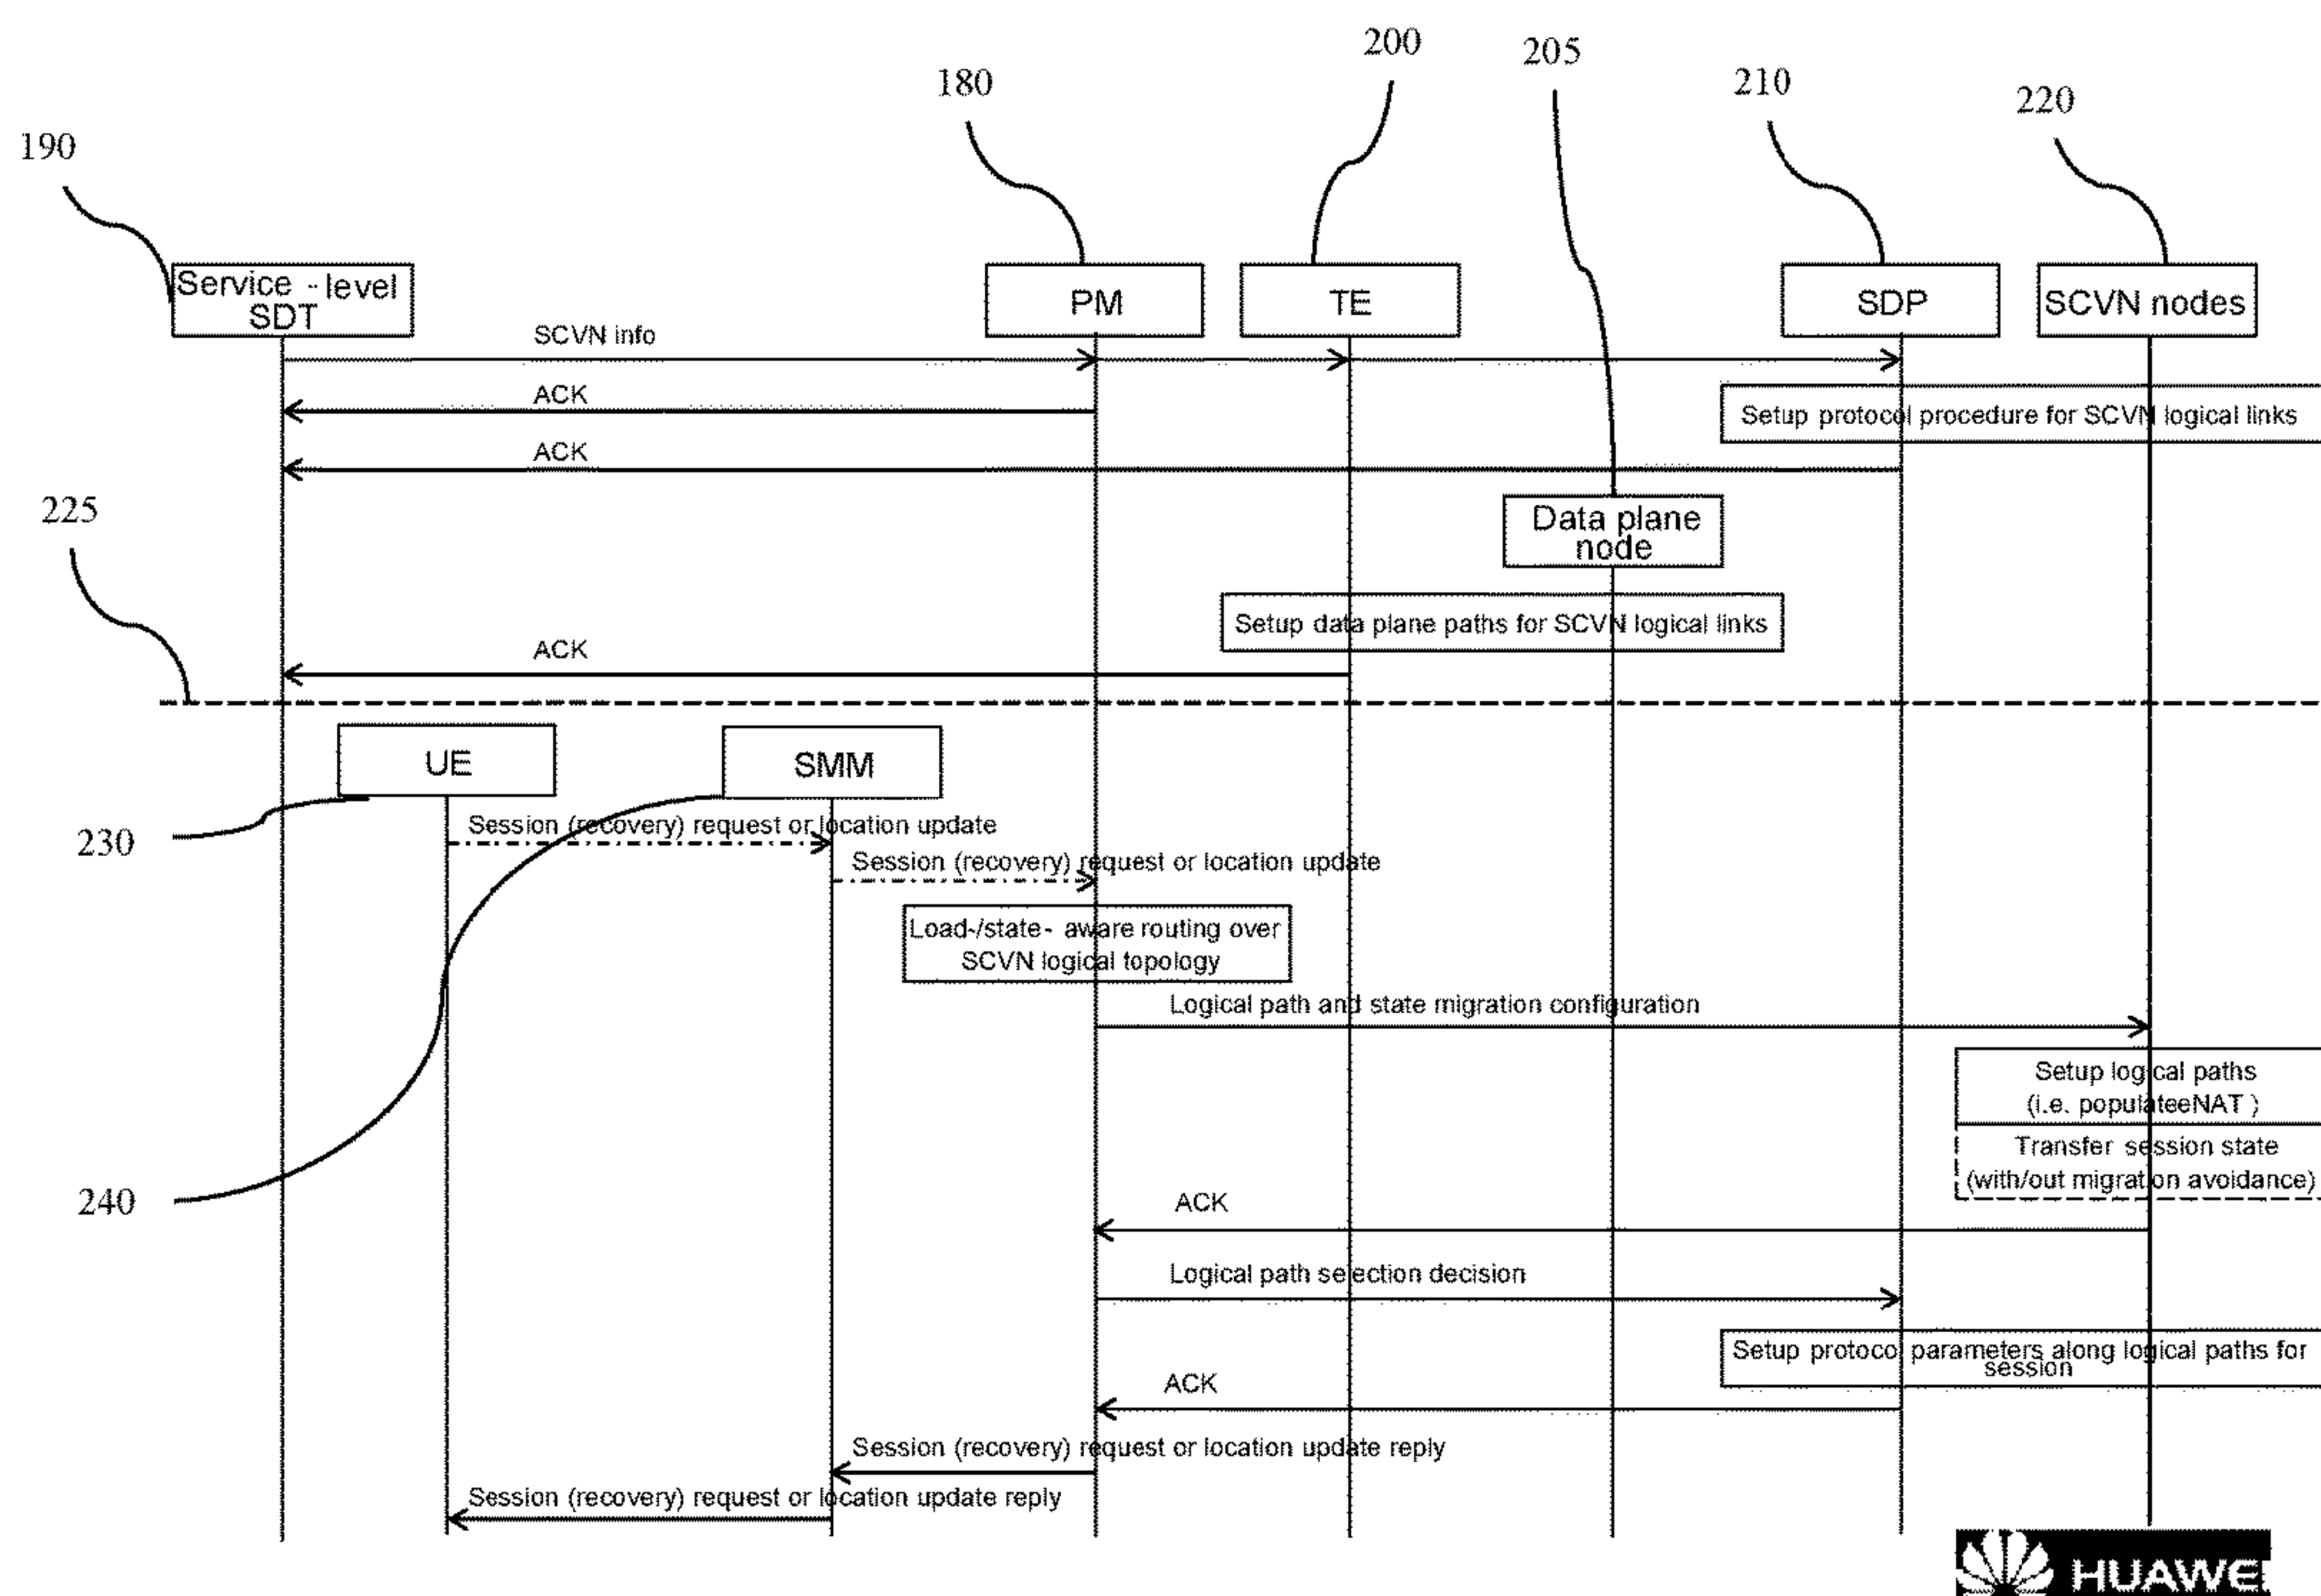 200
205
180
210
220
190
Service - level
SDT
PM
TE
SDP
SCVN nodes
SCVN info
ACK
Setup protocol procedure for SCVN logical links
ACK
225
Data plane
node
Setup data plane paths for SCVN logical links
ACK
UE
SMM
230
Session (recovery) request or location update
Session (recovery) request or location update
Load-/state- aware routing over
SCVN logical topology
Logical path and state migration configuration
Setup logical paths
(i.e. populateeNAT )
Transfer session state
(with/out migration avoidance)
240
ACK
Logical path selection decision
Setup protocol parameters along logical paths for
session
ACK
Session (recovery) request or location update reply
Session (recovery) request or location update reply
HUAWEI